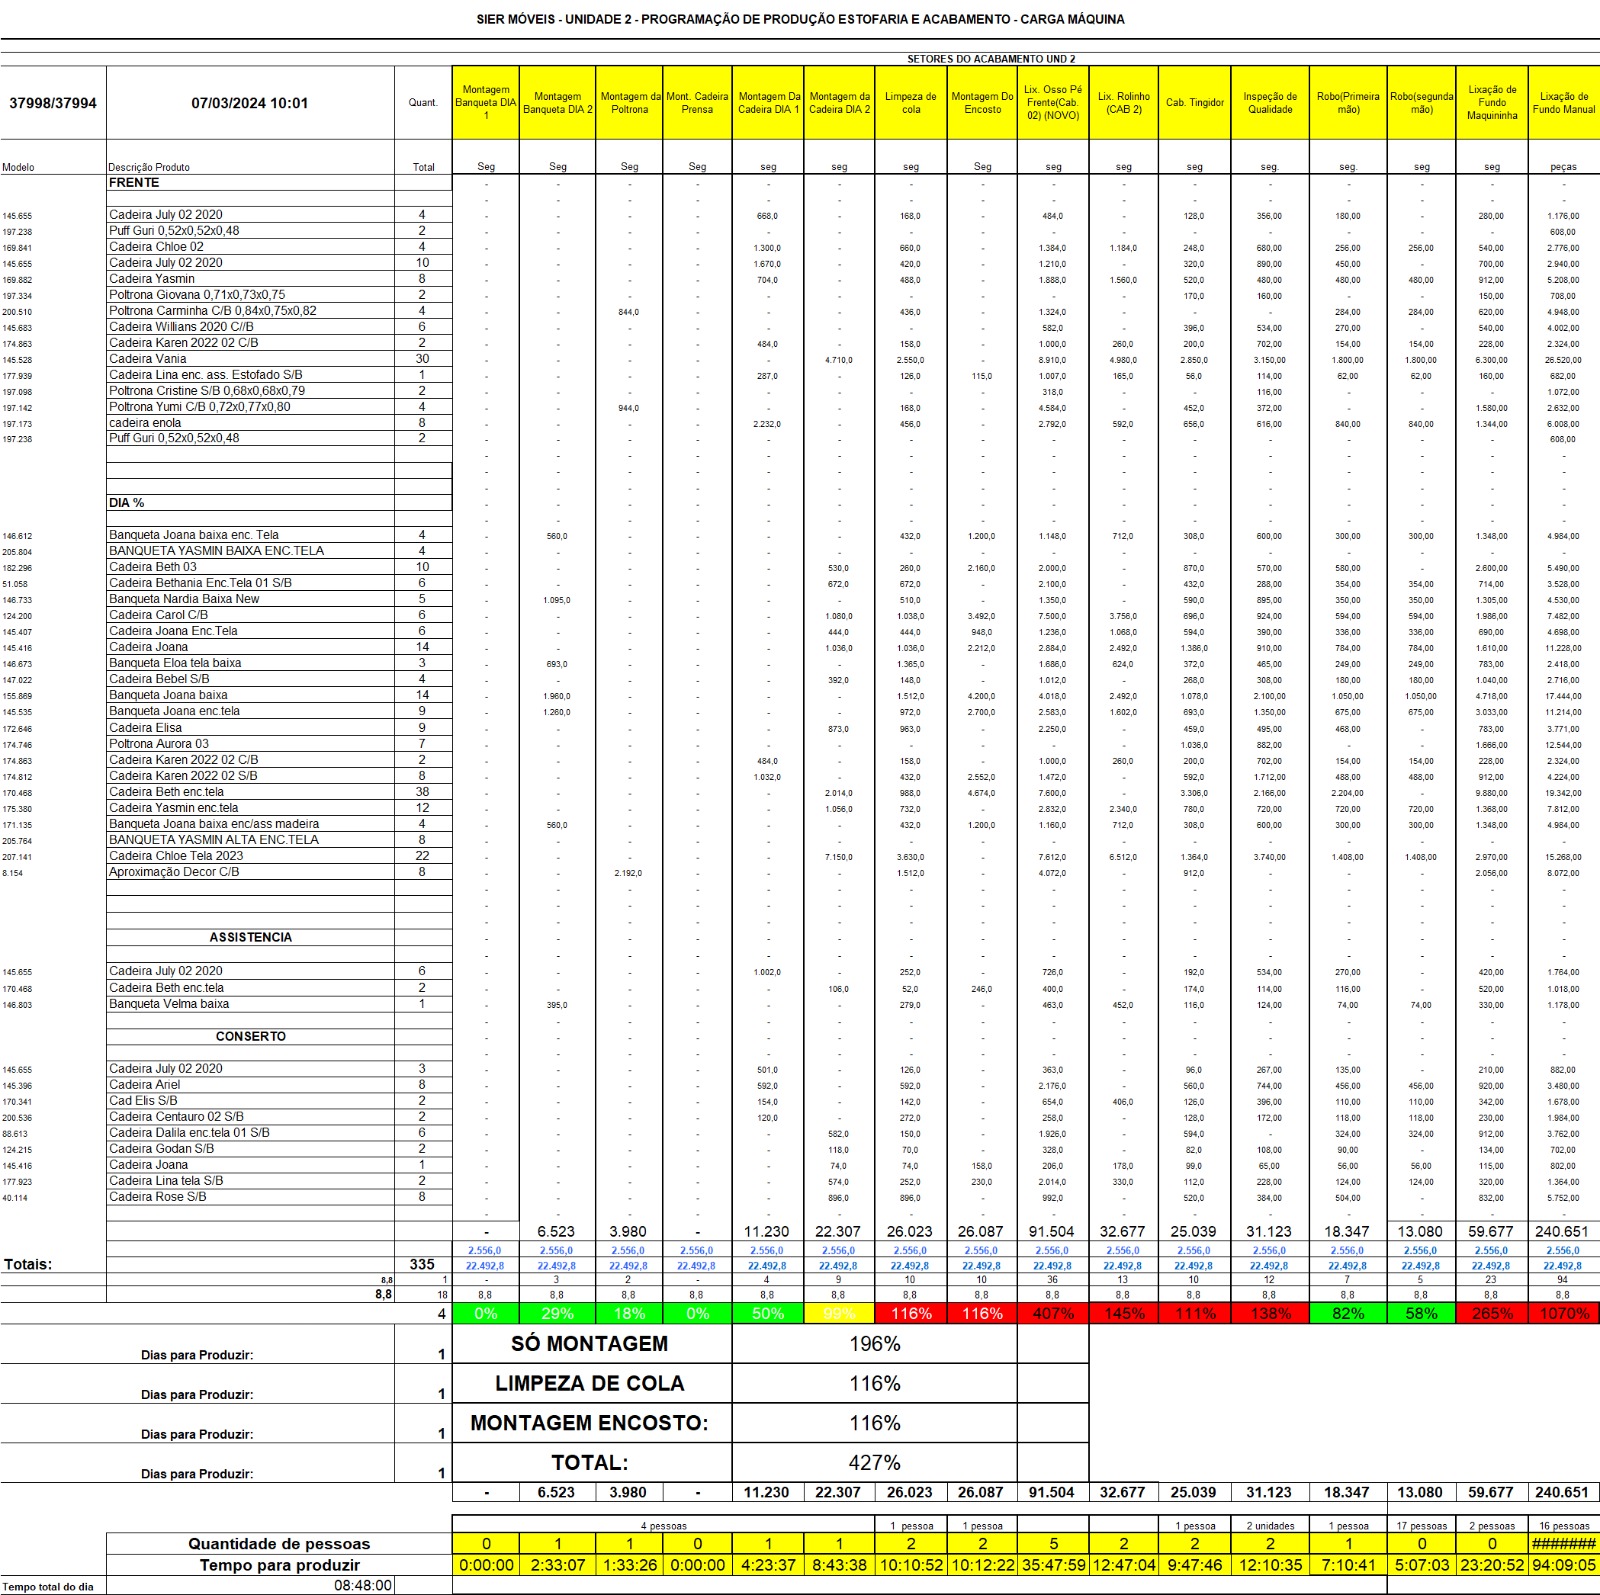 SIER MÓVEIS - UNIDADE 2 - PROGRAMAÇÃO DE PRODUÇÃO ESTOFARIA E ACABAMENTO - CARGA MÁQUINA
SETORES DO ACABAMENTO UND 2
37998/37994 07/03/2024 10:01 Quant. Montagem Banqueta DIA 1 Montagem Banqueta DIA 2 Montagem da Poltrona Mont. Cadeira Prensa Montagem Da Cadeira DIA 1 Montagem da Cadeira DIA 2 Limpeza de cola Montagem Do Encosto Lix. Osso Pé Frente(Cab. 02) (NOVO) Lix. Rolinho (CAB 2) Cab. Tingidor Inspeção de Qualidade Robo(Primeira mão) Robo(segunda mão) Lixação de Fundo Maquininha Lixação de Fundo Manual
Modelo Descrição Produto Total Seg Seg Seg Seg seg seg seg Seg seg seg seg seg. seg. seg seg peças
FRENTE - - - - - - - - - - - - - - - -
- - - - - - - - - - - - - - - -
145.655 Cadeira July 02 2020 4 - - - - 668,0 - 168,0 - 484,0 - 128,0 356,00 180,00 - 280,00 1.176,00
197.238 Puff Guri 0,52x0,52x0,48 2 - - - - - - - - - - - - - - - 608,00
169.841 Cadeira Chloe 02 4 - - - - 1.300,0 - 660,0 - 1.384,0 1.184,0 248,0 680,00 256,00 256,00 540,00 2.776,00
145.655 Cadeira July 02 2020 10 - - - - 1.670,0 - 420,0 - 1.210,0 - 320,0 890,00 450,00 - 700,00 2.940,00
169.882 Cadeira Yasmin 8 - - - - 704,0 - 488,0 - 1.888,0 1.560,0 520,0 480,00 480,00 480,00 912,00 5.208,00
197.334 Poltrona Giovana 0,71x0,73x0,75 2 - - - - - - - - - - 170,0 160,00 - - 150,00 708,00
200.510 Poltrona Carminha C/B 0,84x0,75x0,82 4 - - 844,0 - - - 436,0 - 1.324,0 - - - 284,00 284,00 620,00 4.948,00
145.683 Cadeira Willians 2020 C//B 6 - - - - - - - - 582,0 - 396,0 534,00 270,00 - 540,00 4.002,00
174.863 Cadeira Karen 2022 02 C/B 2 - - - - 484,0 - 158,0 - 1.000,0 260,0 200,0 702,00 154,00 154,00 228,00 2.324,00
145.528 Cadeira Vania 30 - - - - - 4.710,0 2.550,0 - 8.910,0 4.980,0 2.850,0 3.150,00 1.800,00 1.800,00 6.300,00 26.520,00
177.939 Cadeira Lina enc. ass. Estofado S/B 1 - - - - 287,0 - 126,0 115,0 1.007,0 165,0 56,0 114,00 62,00 62,00 160,00 682,00
197.098 Poltrona Cristine S/B 0,68x0,68x0,79 2 - - - - - - - - 318,0 - - 116,00 - - - 1.072,00
197.142 Poltrona Yumi C/B 0,72x0,77x0,80 4 - - 944,0 - - - 168,0 - 4.584,0 - 452,0 372,00 - - 1.580,00 2.632,00
197.173 cadeira enola 8 - - - - 2.232,0 - 456,0 - 2.792,0 592,0 656,0 616,00 840,00 840,00 1.344,00 6.008,00
197.238 Puff Guri 0,52x0,52x0,48 2 - - - - - - - - - - - - - - - 608,00
- - - - - - - - - - - - - - - -
- - - - - - - - - - - - - - - -
- - - - - - - - - - - - - - - -
DIA % - - - - - - - - - - - - - - - -
- - - - - - - - - - - - - - - -
146.612 Banqueta Joana baixa enc. Tela 4 - 560,0 - - - - 432,0 1.200,0 1.148,0 712,0 308,0 600,00 300,00 300,00 1.348,00 4.984,00
205.804 BANQUETA YASMIN BAIXA ENC.TELA 4 - - - - - - - - - - - - - - - -
182.296 Cadeira Beth 03 10 - - - - - 530,0 260,0 2.160,0 2.000,0 - 870,0 570,00 580,00 - 2.600,00 5.490,00
51.058 Cadeira Bethania Enc.Tela 01 S/B 6 - - - - - 672,0 672,0 - 2.100,0 - 432,0 288,00 354,00 354,00 714,00 3.528,00
146.733 Banqueta Nardia Baixa New 5 - 1.095,0 - - - - 510,0 - 1.350,0 - 590,0 895,00 350,00 350,00 1.305,00 4.530,00
124.200 Cadeira Carol C/B 6 - - - - - 1.080,0 1.038,0 3.492,0 7.500,0 3.756,0 696,0 924,00 594,00 594,00 1.986,00 7.482,00
145.407 Cadeira Joana Enc.Tela 6 - - - - - 444,0 444,0 948,0 1.236,0 1.068,0 594,0 390,00 336,00 336,00 690,00 4.698,00
145.416 Cadeira Joana 14 - - - - - 1.036,0 1.036,0 2.212,0 2.884,0 2.492,0 1.386,0 910,00 784,00 784,00 1.610,00 11.228,00
146.673 Banqueta Eloa tela baixa 3 - 693,0 - - - - 1.365,0 - 1.686,0 624,0 372,0 465,00 249,00 249,00 783,00 2.418,00
147.022 Cadeira Bebel S/B 4 - - - - - 392,0 148,0 - 1.012,0 - 268,0 308,00 180,00 180,00 1.040,00 2.716,00
155.869 Banqueta Joana baixa 14 - 1.960,0 - - - - 1.512,0 4.200,0 4.018,0 2.492,0 1.078,0 2.100,00 1.050,00 1.050,00 4.718,00 17.444,00
145.535 Banqueta Joana enc.tela 9 - 1.260,0 - - - - 972,0 2.700,0 2.583,0 1.602,0 693,0 1.350,00 675,00 675,00 3.033,00 11.214,00
172.646 Cadeira Elisa 9 - - - - - 873,0 963,0 - 2.250,0 - 459,0 495,00 468,00 - 783,00 3.771,00
174.746 Poltrona Aurora 03 7 - - - - - - - - - - 1.036,0 882,00 - - 1.666,00 12.544,00
174.863 Cadeira Karen 2022 02 C/B 2 - - - - 484,0 - 158,0 - 1.000,0 260,0 200,0 702,00 154,00 154,00 228,00 2.324,00
174.812 Cadeira Karen 2022 02 S/B 8 - - - - 1.032,0 - 432,0 2.552,0 1.472,0 - 592,0 1.712,00 488,00 488,00 912,00 4.224,00
170.468 Cadeira Beth enc.tela 38 - - - - - 2.014,0 988,0 4.674,0 7.600,0 - 3.306,0 2.166,00 2.204,00 - 9.880,00 19.342,00
175.380 Cadeira Yasmin enc.tela 12 - - - - - 1.056,0 732,0 - 2.832,0 2.340,0 780,0 720,00 720,00 720,00 1.368,00 7.812,00
171.135 Banqueta Joana baixa enc/ass madeira 4 - 560,0 - - - - 432,0 1.200,0 1.160,0 712,0 308,0 600,00 300,00 300,00 1.348,00 4.984,00
205.764 BANQUETA YASMIN ALTA ENC.TELA 8 - - - - - - - - - - - - - - - -
207.141 Cadeira Chloe Tela 2023 22 - - - - - 7.150,0 3.630,0 - 7.612,0 6.512,0 1.364,0 3.740,00 1.408,00 1.408,00 2.970,00 15.268,00
8.154 Aproximação Decor C/B 8 - - 2.192,0 - - - 1.512,0 - 4.072,0 - 912,0 - - - 2.056,00 8.072,00
- - - - - - - - - - - - - - - -
- - - - - - - - - - - - - - - -
- - - - - - - - - - - - - - - -
ASSISTENCIA - - - - - - - - - - - - - - - -
- - - - - - - - - - - - - - - -
145.655 Cadeira July 02 2020 6 - - - - 1.002,0 - 252,0 - 726,0 - 192,0 534,00 270,00 - 420,00 1.764,00
170.468 Cadeira Beth enc.tela 2 - - - - - 106,0 52,0 246,0 400,0 - 174,0 114,00 116,00 - 520,00 1.018,00
146.803 Banqueta Velma baixa 1 - 395,0 - - - - 279,0 - 463,0 452,0 116,0 124,00 74,00 74,00 330,00 1.178,00
- - - - - - - - - - - - - - - -
CONSERTO - - - - - - - - - - - - - - - -
- - - - - - - - - - - - - - - -
145.655 Cadeira July 02 2020 3 - - - - 501,0 - 126,0 - 363,0 - 96,0 267,00 135,00 - 210,00 882,00
145.396 Cadeira Ariel 8 - - - - 592,0 - 592,0 - 2.176,0 - 560,0 744,00 456,00 456,00 920,00 3.480,00
170.341 Cad Elis S/B 2 - - - - 154,0 - 142,0 - 654,0 406,0 126,0 396,00 110,00 110,00 342,00 1.678,00
200.536 Cadeira Centauro 02 S/B 2 - - - - 120,0 - 272,0 - 258,0 - 128,0 172,00 118,00 118,00 230,00 1.984,00
88.613 Cadeira Dalila enc.tela 01 S/B 6 - - - - - 582,0 150,0 - 1.926,0 - 594,0 - 324,00 324,00 912,00 3.762,00
124.215 Cadeira Godan S/B 2 - - - - - 118,0 70,0 - 328,0 - 82,0 108,00 90,00 - 134,00 702,00
145.416 Cadeira Joana 1 - - - - - 74,0 74,0 158,0 206,0 178,0 99,0 65,00 56,00 56,00 115,00 802,00
177.923 Cadeira Lina tela S/B 2 - - - - - 574,0 252,0 230,0 2.014,0 330,0 112,0 228,00 124,00 124,00 320,00 1.364,00
40.114 Cadeira Rose S/B 8 - - - - - 896,0 896,0 - 992,0 - 520,0 384,00 504,00 - 832,00 5.752,00
- - - - - - - - - - - - - - - -
- 6.523 3.980 - 11.230 22.307 26.023 26.087 91.504 32.677 25.039 31.123 18.347 13.080 59.677 240.651
2.556,0 2.556,0 2.556,0 2.556,0 2.556,0 2.556,0 2.556,0 2.556,0 2.556,0 2.556,0 2.556,0 2.556,0 2.556,0 2.556,0 2.556,0 2.556,0
Totais: 335 22.492,8 22.492,8 22.492,8 22.492,8 22.492,8 22.492,8 22.492,8 22.492,8 22.492,8 22.492,8 22.492,8 22.492,8 22.492,8 22.492,8 22.492,8 22.492,8
8,8 1 - 3 2 - 4 9 10 10 36 13 10 12 7 5 23 94
8,8 18 8,8 8,8 8,8 8,8 8,8 8,8 8,8 8,8 8,8 8,8 8,8 8,8 8,8 8,8 8,8 8,8
4 0% 29% 18% 0% 50% 99% 116% 116% 407% 145% 111% 138% 82% 58% 265% 1070%
Dias para Produzir: 1 SÓ MONTAGEM 196%
Dias para Produzir: 1 LIMPEZA DE COLA 116%
Dias para Produzir: 1 MONTAGEM ENCOSTO: 116%
Dias para Produzir: 1 TOTAL: 427%
- 6.523 3.980 - 11.230 22.307 26.023 26.087 91.504 32.677 25.039 31.123 18.347 13.080 59.677 240.651
4 pessoas 1 pessoa 1 pessoa 1 pessoa 2 unidades 1 pessoa 17 pessoas 2 pessoas 16 pessoas
Quantidade de pessoas 0 1 1 0 1 1 2 2 5 2 2 2 1 0 0 #######
Tempo para produzir 0:00:00 2:33:07 1:33:26 0:00:00 4:23:37 8:43:38 10:10:52 10:12:22 35:47:59 12:47:04 9:47:46 12:10:35 7:10:41 5:07:03 23:20:52 94:09:05
Tempo total do dia 08:48:00